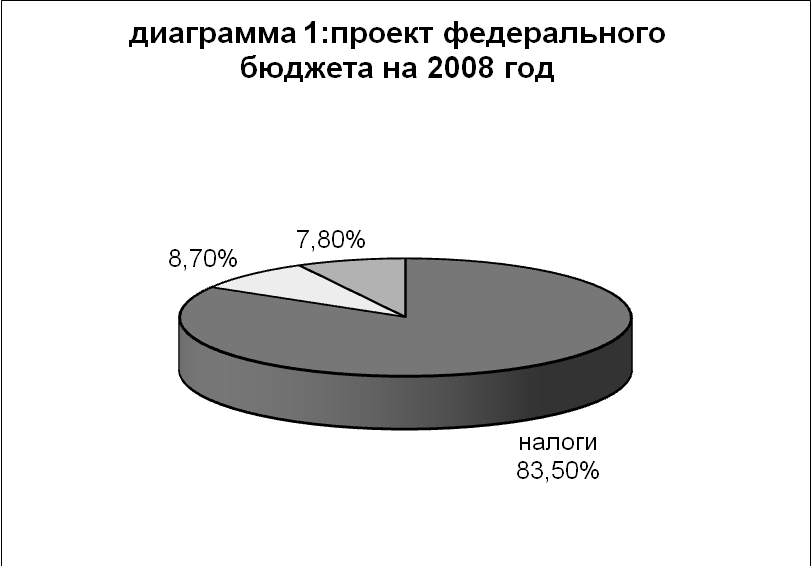 диаграмма 1:проект федерального
бюджета на 2008 год
7,80%
8,70%
налоги
83,50%